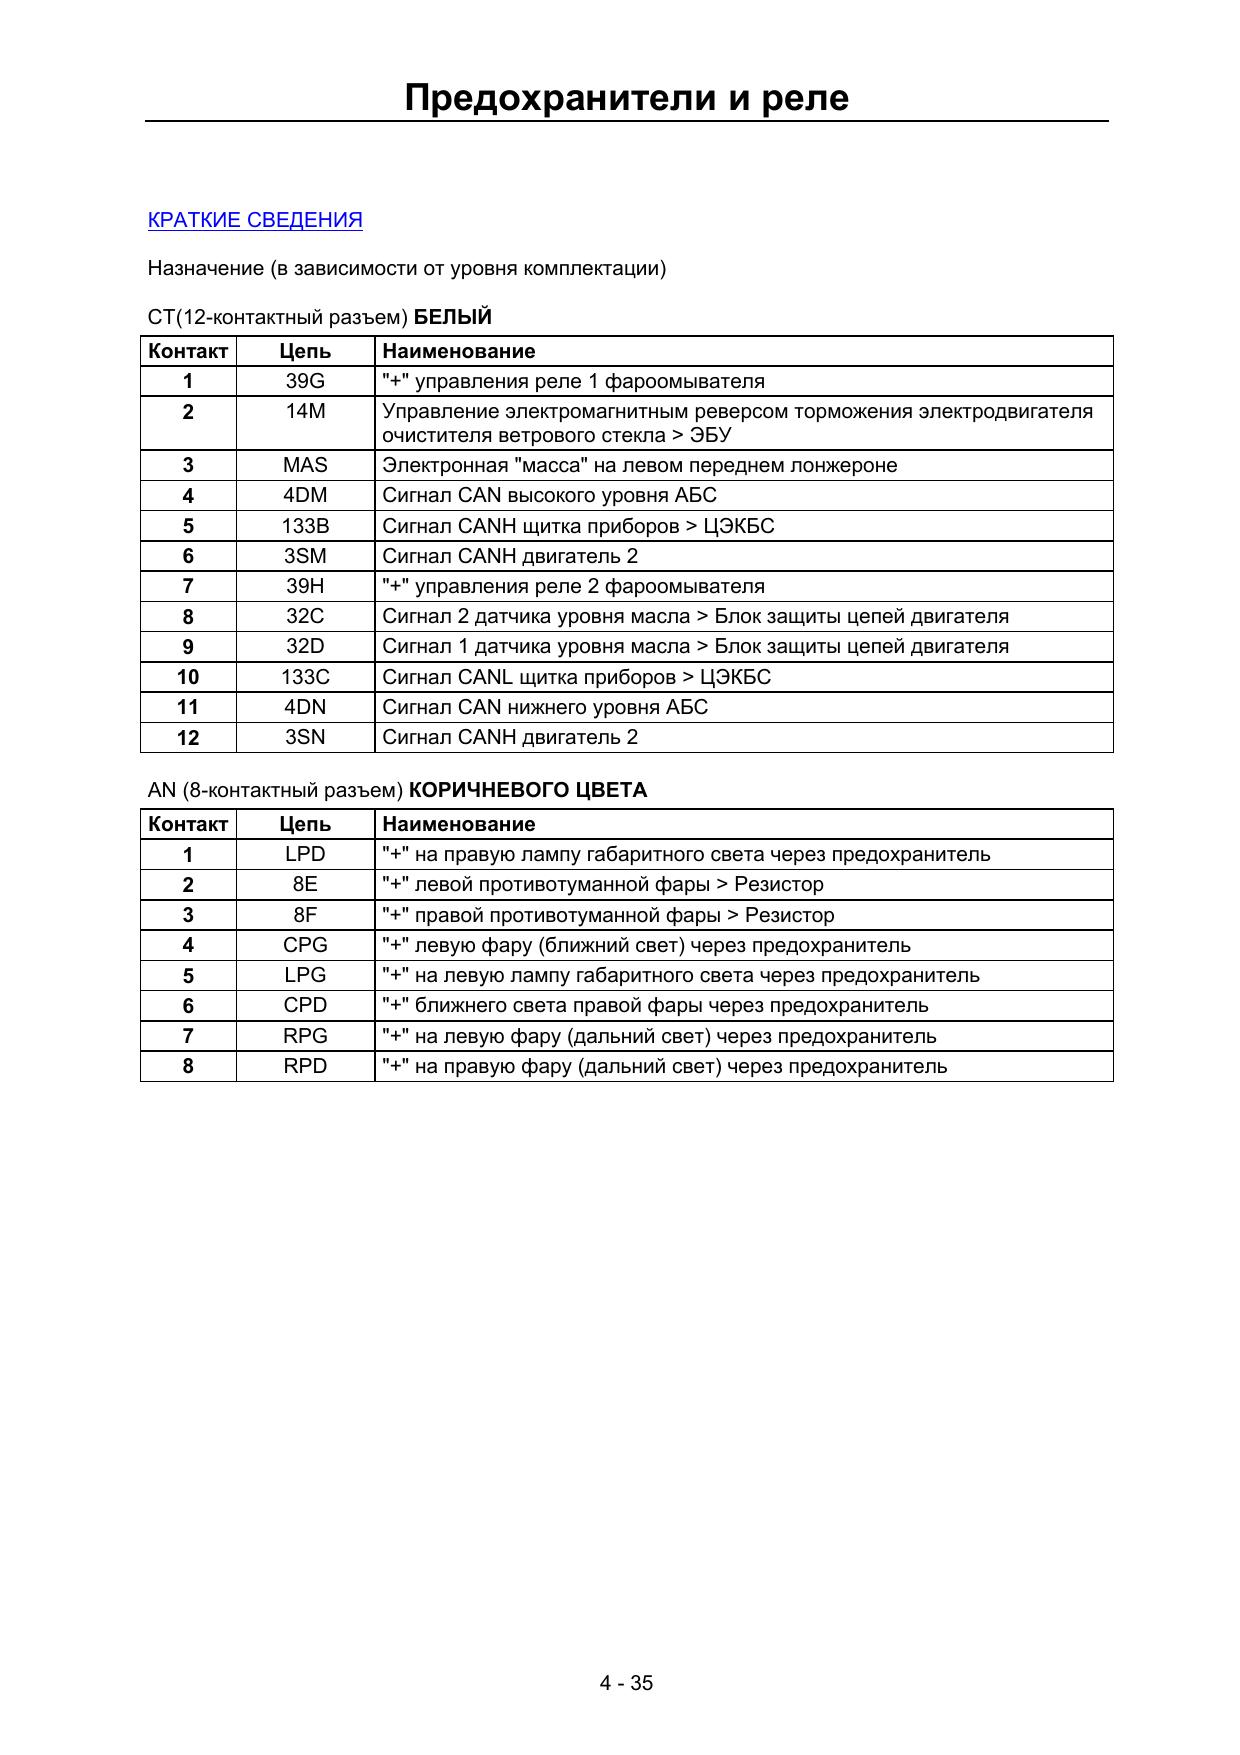 Предохранители и реле
КРАТКИЕ СВЕДЕНИЯ
Назначение (в зависимости от уровня комплектации)
СТ(12-контактный разъем) БЕЛЫЙ
Контакт Цепь Наименование
1 39G "+" управления реле 1 фароомывателя
2 14M Управление электромагнитным реверсом торможения электродвигателя
очистителя ветрового стекла > ЭБУ
3 MAS Электронная "масса" на левом переднем лонжероне
4 4DM Сигнал CAN высокого уровня АБС
5 133B Сигнал CANH щитка приборов > ЦЭКБС
6 3SM Сигнал CANH двигатель 2
7 39H "+" управления реле 2 фароомывателя
8 32C Сигнал 2 датчика уровня масла > Блок защиты цепей двигателя
9 32D Сигнал 1 датчика уровня масла > Блок защиты цепей двигателя
10 133C Сигнал CANL щитка приборов > ЦЭКБС
11 4DN Сигнал CAN нижнего уровня АБС
12 3SN Сигнал CANH двигатель 2
AN (8-контактный разъем) КОРИЧНЕВОГО ЦВЕТА
Контакт Цепь Наименование
1 LPD "+" на правую лампу габаритного света через предохранитель
2 8E "+" левой противотуманной фары > Резистор
3 8F "+" правой противотуманной фары > Резистор
4 CPG "+" левую фару (ближний свет) через предохранитель
5 LPG "+" на левую лампу габаритного света через предохранитель
6 CPD "+" ближнего света правой фары через предохранитель
7 RPG "+" на левую фару (дальний свет) через предохранитель
8 RPD "+" на правую фару (дальний свет) через предохранитель
4 - 35